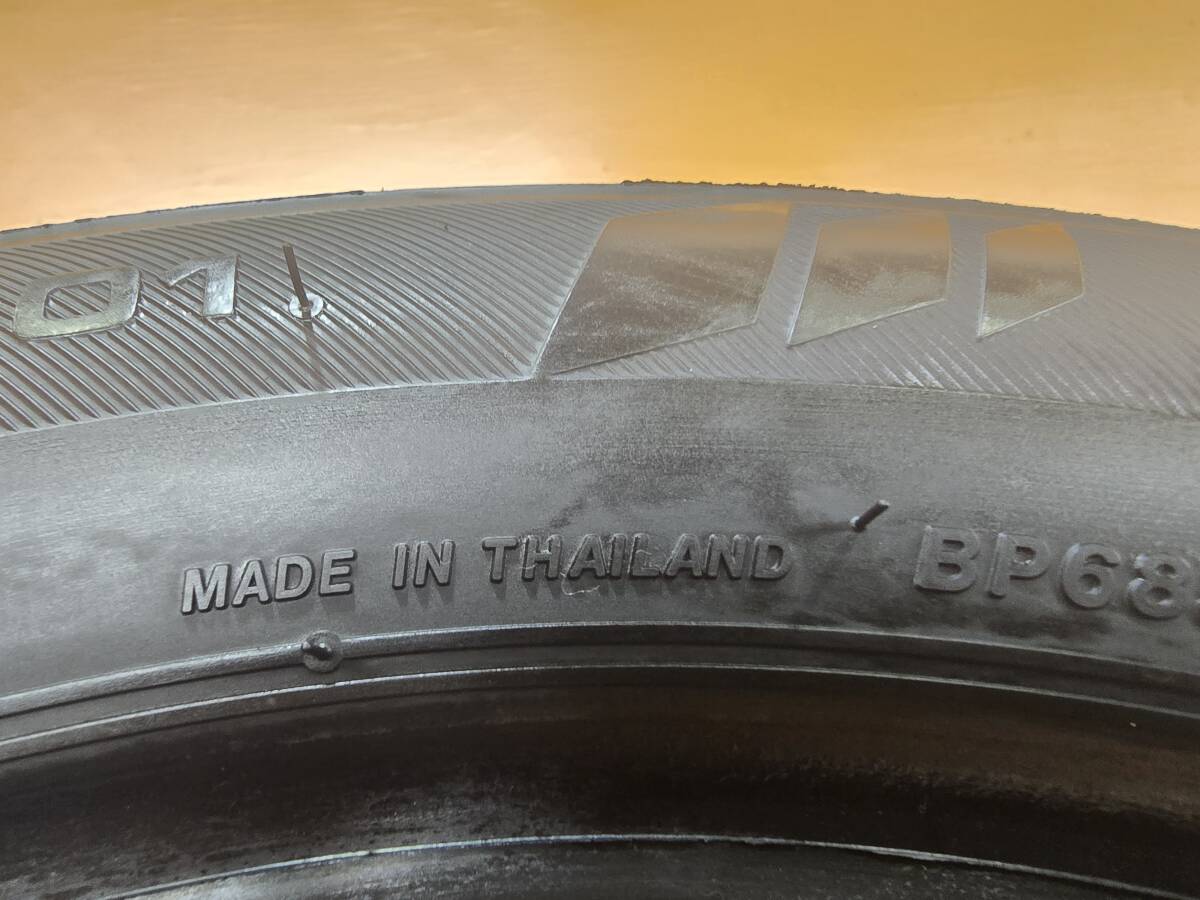 01
MADE IN THAILAND BP68